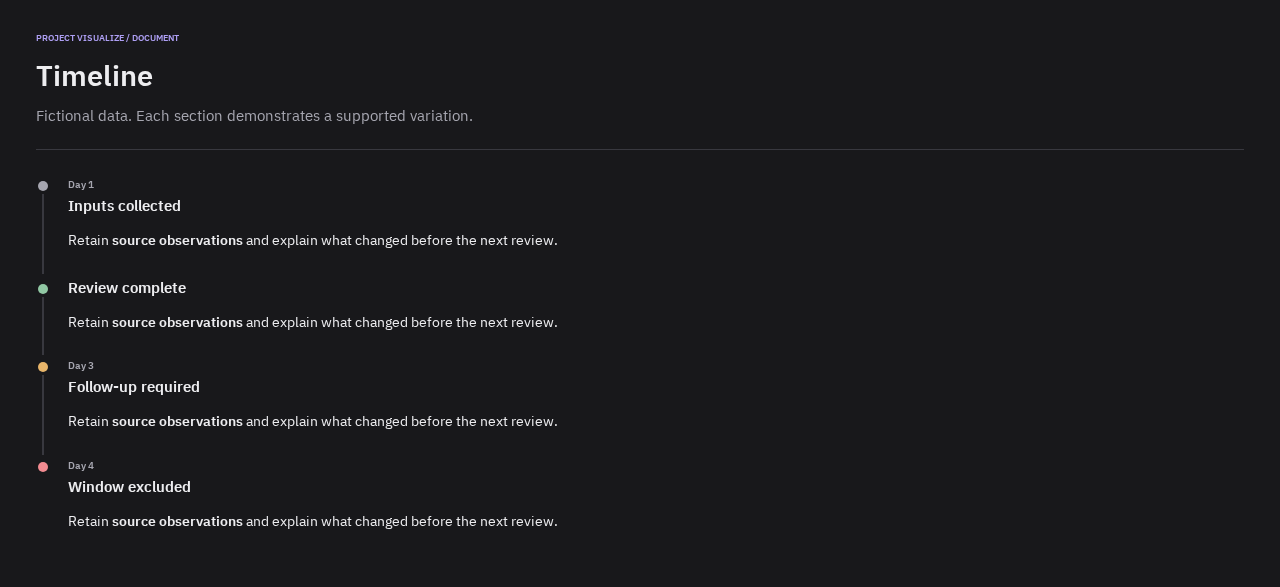 PROJECT VISUALIZE / DOCUMENT
Timeline
Fictional data. Each section demonstrates a supported variation.
Day 1
Inputs collected
Retain source observations and explain what changed before the next review.
Review complete
Retain source observations and explain what changed before the next review.
Day 3
Follow-up required
Retain source observations and explain what changed before the next review.
Day 4
Window excluded
Retain source observations and explain what changed before the next review.